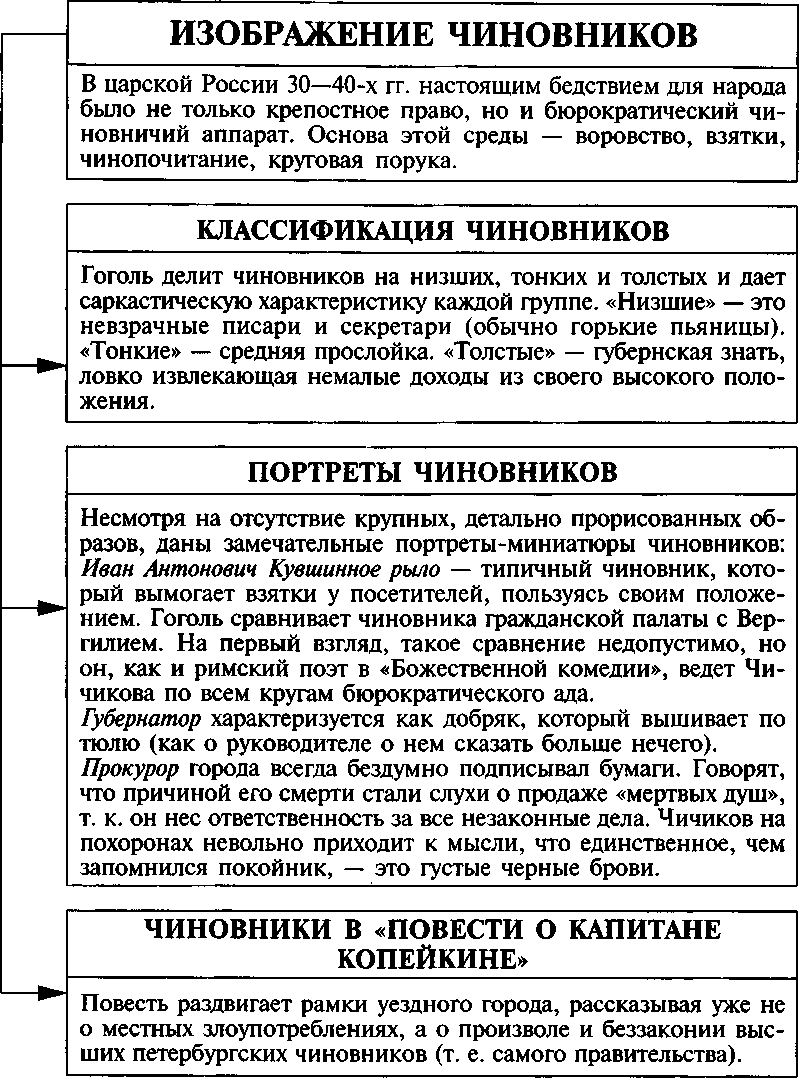 ИЗОБРАЖЕНИЕ ЧИНОВНИКОВ
В царской России 30—40-х гг. настоящим бедствием для народа
было не только крепостное право, но и бюрократический чи-
новничий аппарат. Основа этой среды — воровство, взятки,
чинопочитание, круговая порука.
КЛАССИФИКАЦИЯ ЧИНОВНИКОВ
Гоголь делит чиновников на низших, тонких и толстых и дает
саркастическую характеристику каждой группе. «Низшие» — это
невзрачные писари и секретари (обычно горькие пьяницы).
«Тонкие» — средняя прослойка. «Толстые» — губернская знать,
ловко извлекающая немалые доходы из своего высокого поло-
жения.
ПОРТРЕТЫ ЧИНОВНИКОВ
Несмотря на отсутствие крупных, детально прорисованных об-
разов, даны замечательные портреты-миниатюры чиновников:
Иван Антонович Кувшинное рыло — типичный чиновник, кото-
рый вымогает взятки у посетителей, пользуясь своим положе-
нием. Гоголь сравнивает чиновника гражданской палаты с Вер-
гилием. На первый взгляд, такое сравнение недопустимо, но
он, как и римский поэт в «Божественной комедии», ведет Чи-
чикова по всем кругам бюрократического ада.
Губернатор характеризуется как добряк, который вышивает по
тюлю (как о руководителе о нем сказать больше нечего).
Прокурор города всегда бездумно подписывал бумаги. Говорят,
что причиной его смерти стали слухи о продаже «мертвых душ»,
т. к. он нес ответственность за все незаконные дела. Чичиков на
похоронах невольно приходит к мысли, что единственное, чем
запомнился покойник, — это густые черные брови.
ЧИНОВНИКИ В «ПОВЕСТИ О КАПИТАНЕ
КОПЕЙКИНЕ»
Повесть раздвигает рамки уездного города, рассказывая уже не
о местных злоупотреблениях, а о произволе и беззаконии выс-
ших петербургских чиновников (т. е. самого правительства).